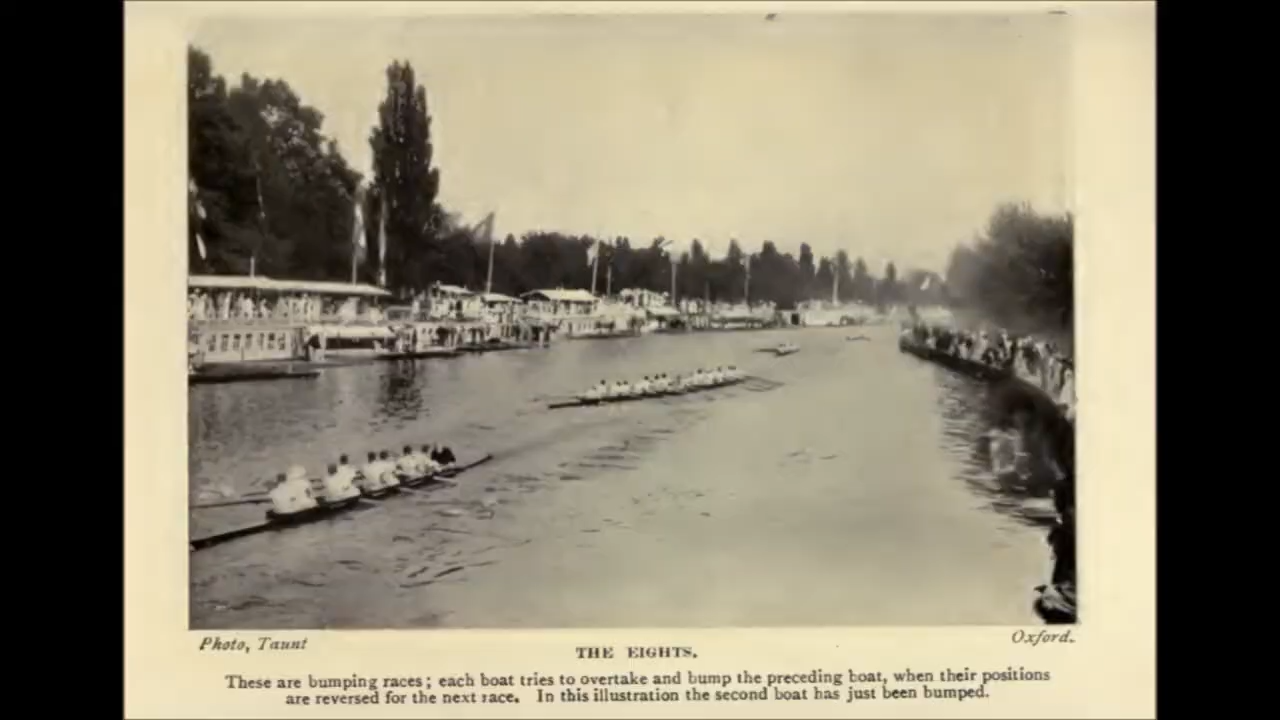 Photo, Taunt
Oxford.
THE EIGHTS.
These are bumping races; each boat tries to overtake and bump the preceding boat, when their positions
are reversed for the next race. In this illustration the second boat has just been bumped.